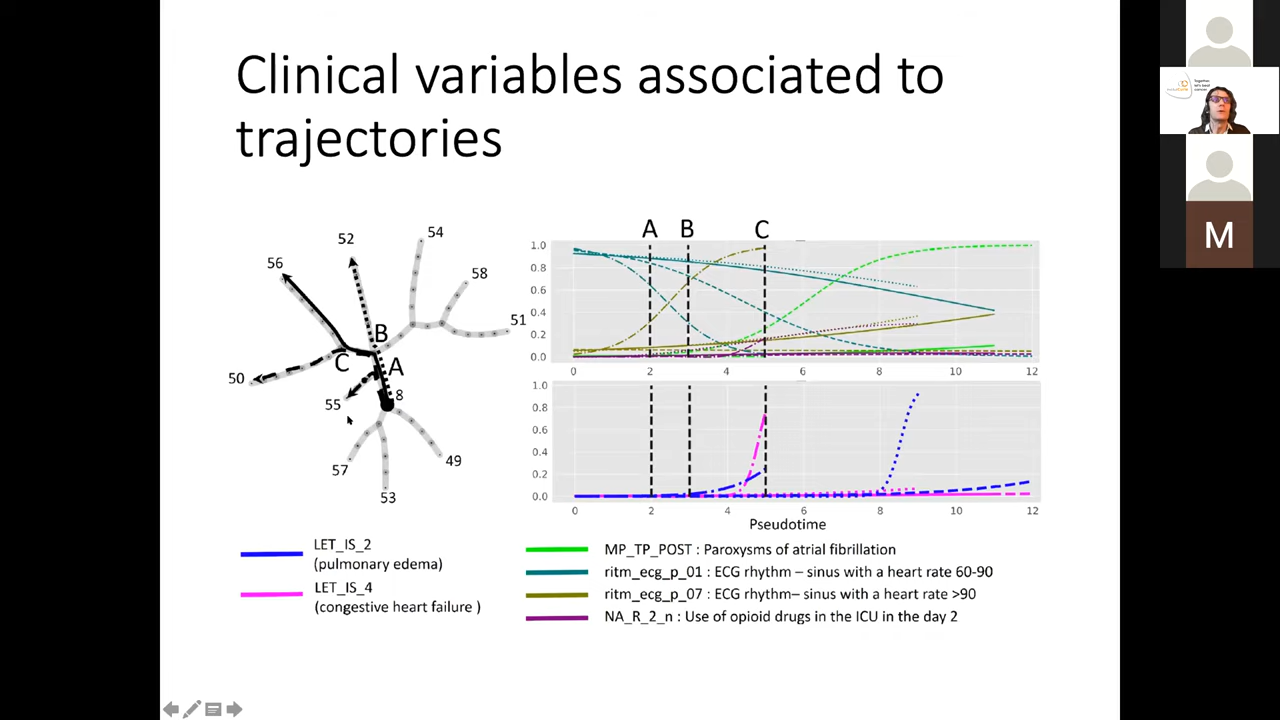 Clinical variables associated to
trajectories
54
52
56
58
51
B
C
A
50
8
55
57
49
53
A B C
1.0
0.8
0.6
0.4
0.2
0.0
0 2 4 6 8 10 12
1.0
0.8
0.6
0.4
0.2
0.0
0 2 4 6 8 10 12
Pseudotime
LET_IS_2
(pulmonary edema)
LET_IS_4
(congestive heart failure )
MP_TP_POST : Paroxysms of atrial fibrillation
ritm_ecg_p_01 : ECG rhythm – sinus with a heart rate 60-90
ritm_ecg_p_07 : ECG rhythm– sinus with a heart rate >90
NA_R_2_n : Use of opioid drugs in the ICU in the day 2
Together
M